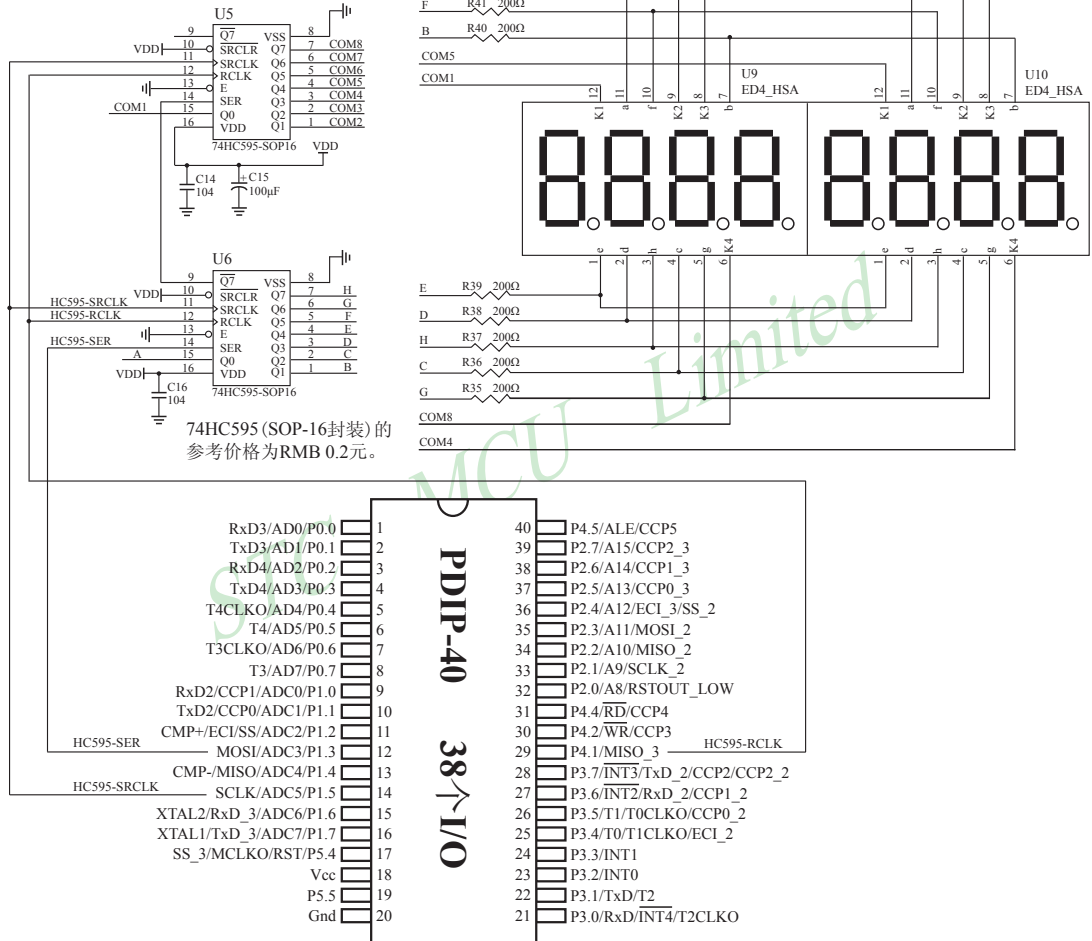 F R41 200Ω
B R40 200Ω
COM5
COM1
U5
9 Q7 VSS 8
VDD 10 SRCLR Q7 7 COM8
11 SRCLK Q6 6 COM7
12 RCLK Q5 5 COM6
13 E Q4 4 COM5
14 SER Q3 3 COM4
COM1 15 Q0 Q2 2 COM3
16 VDD Q1 1 COM2
74HC595-SOP16
VDD
C14
104
+ C15
100μF
12 11 10 9 8 7
K1 a f K2 K3 b
U9
ED4_HSA
e d h c g K4
1 2 3 4 5 6
12 11 10 9 8 7
K1 a f K2 K3 b
U10
ED4_HSA
e d h c g K4
1 2 3 4 5 6
U6
9 Q7 VSS 8
VDD 10 SRCLR Q7 7 H
HC595-SRCLK 11 SRCLK Q6 6 G
HC595-RCLK 12 RCLK Q5 5 F
13 E Q4 4 E
HC595-SER 14 SER Q3 3 D
A 15 Q0 Q2 2 C
VDD 16 VDD Q1 1 B
74HC595-SOP16
C16
104
E R39 200Ω
D R38 200Ω
H R37 200Ω
C R36 200Ω
G R35 200Ω
COM8
COM4
74HC595(SOP-16封装)的
参考价格为RMB 0.2元。
STC MCU Limited
PDIP-40 38个I/O
RxD3/AD0/P0.0 1
TxD3/AD1/P0.1 2
RxD4/AD2/P0.2 3
TxD4/AD3/P0.3 4
T4CLKO/AD4/P0.4 5
T4/AD5/P0.5 6
T3CLKO/AD6/P0.6 7
T3/AD7/P0.7 8
RxD2/CCP1/ADC0/P1.0 9
TxD2/CCP0/ADC1/P1.1 10
CMP+/ECI/SS/ADC2/P1.2 11
HC595-SER MOSI/ADC3/P1.3 12
CMP-/MISO/ADC4/P1.4 13
HC595-SRCLK SCLK/ADC5/P1.5 14
XTAL2/RxD_3/ADC6/P1.6 15
XTAL1/TxD_3/ADC7/P1.7 16
SS_3/MCLKO/RST/P5.4 17
Vcc 18
P5.5 19
Gnd 20
40 P4.5/ALE/CCP5
39 P2.7/A15/CCP2_3
38 P2.6/A14/CCP1_3
37 P2.5/A13/CCP0_3
36 P2.4/A12/ECI_3/SS_2
35 P2.3/A11/MOSI_2
34 P2.2/A10/MISO_2
33 P2.1/A9/SCLK_2
32 P2.0/A8/RSTOUT_LOW
31 P4.4/RD/CCP4
30 P4.2/WR/CCP3
29 P4.1/MISO_3 HC595-RCLK
28 P3.7/INT3/TxD_2/CCP2/CCP2_2
27 P3.6/INT2/RxD_2/CCP1_2
26 P3.5/T1/T0CLKO/CCP0_2
25 P3.4/T0/T1CLKO/ECI_2
24 P3.3/INT1
23 P3.2/INT0
22 P3.1/TxD/T2
21 P3.0/RxD/INT4/T2CLKO